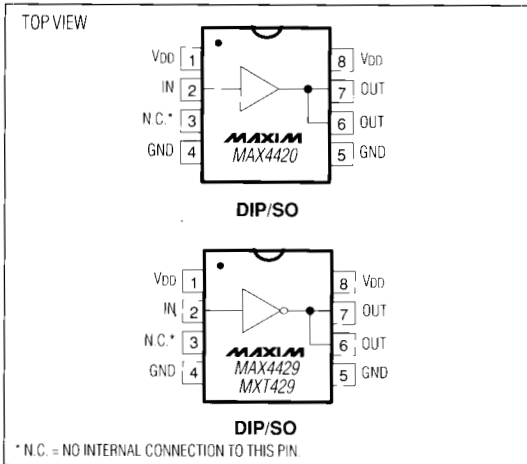 TOP VIEW
VDD 1
8 VDD
IN 2
7 OUT
N.C.* 3
6 OUT
GND 4
5 GND
MAXIM
MAX4420
DIP/SO
VDD 1
8 VDD
IN 2
7 OUT
N.C.* 3
6 OUT
GND 4
5 GND
MAXIM
MAX4429
MXT429
DIP/SO
* N.C. = NO INTERNAL CONNECTION TO THIS PIN.